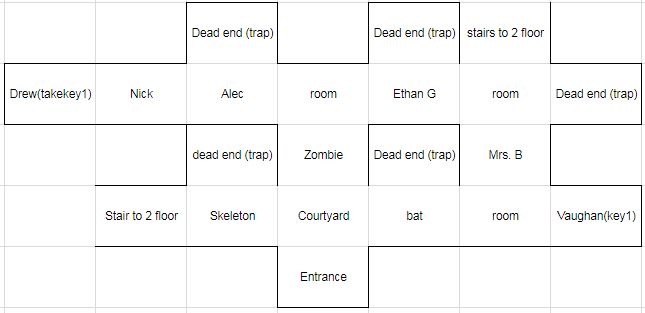 Dead end (trap) Dead end (trap) stairs to 2 floor
Drew(takekey1) Nick Alec room Ethan G room Dead end (trap)
dead end (trap) Zombie Dead end (trap) Mrs. B
Stair to 2 floor Skeleton Courtyard bat room Vaughan(key1)
Entrance